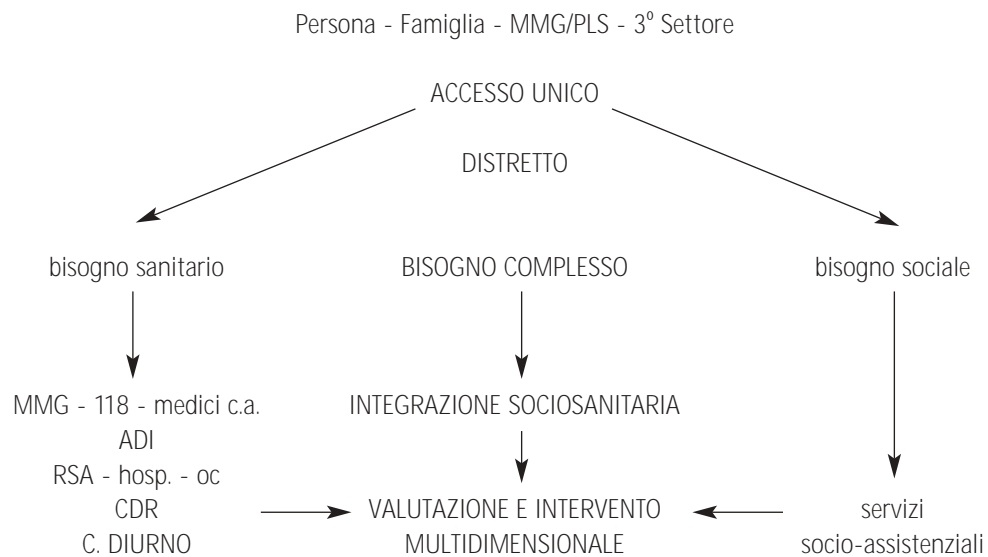 Persona - Famiglia - MMG/PLS - 3° Settore
ACCESSO UNICO
DISTRETTO
bisogno sanitario
BISOGNO COMPLESSO
bisogno sociale
MMG - 118 - medici c.a.
ADI
RSA - hosp. - oc
CDR
C. DIURNO
INTEGRAZIONE SOCIOSANITARIA
VALUTAZIONE E INTERVENTO
MULTIDIMENSIONALE
servizi
socio-assistenziali